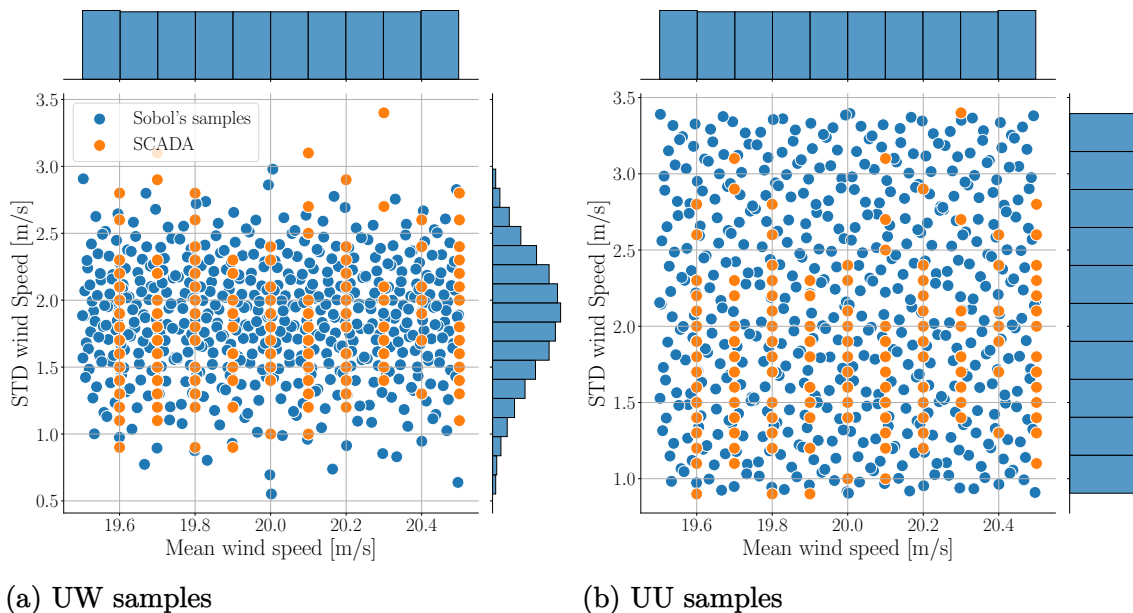 3.5
3.0
2.5
2.0
1.5
1.0
0.5
STD wind Speed [m/s]
Sobol's samples
SCADA
19.6 19.8 20.0 20.2 20.4
Mean wind speed [m/s]
(a) UW samples
3.5
3.0
2.5
2.0
1.5
1.0
STD wind Speed [m/s]
19.6 19.8 20.0 20.2 20.4
Mean wind speed [m/s]
(b) UU samples